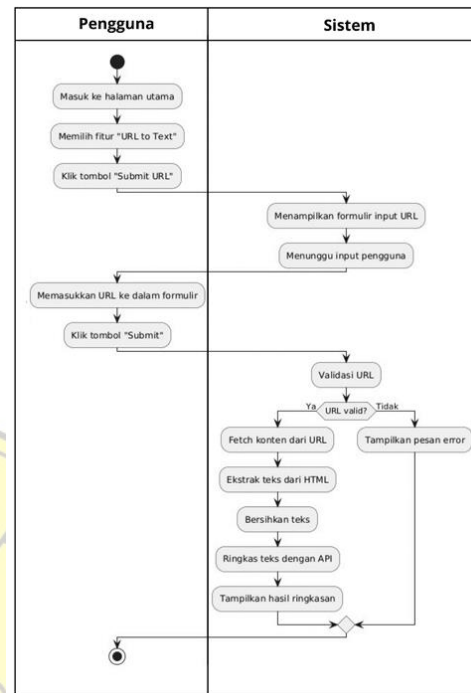 Pengguna
Sistem
Masuk ke halaman utama
Memilih fitur "URL to Text"
Klik tombol "Submit URL"
Menampilkan formulir input URL
Menunggu input pengguna
Memasukkan URL ke dalam formulir
Klik tombol "Submit"
Validasi URL
Ya
URL valid?
Tidak
Fetch konten dari URL
Tampilkan pesan error
Ekstrak teks dari HTML
Bersihkan teks
Ringkas teks dengan API
Tampilkan hasil ringkasan